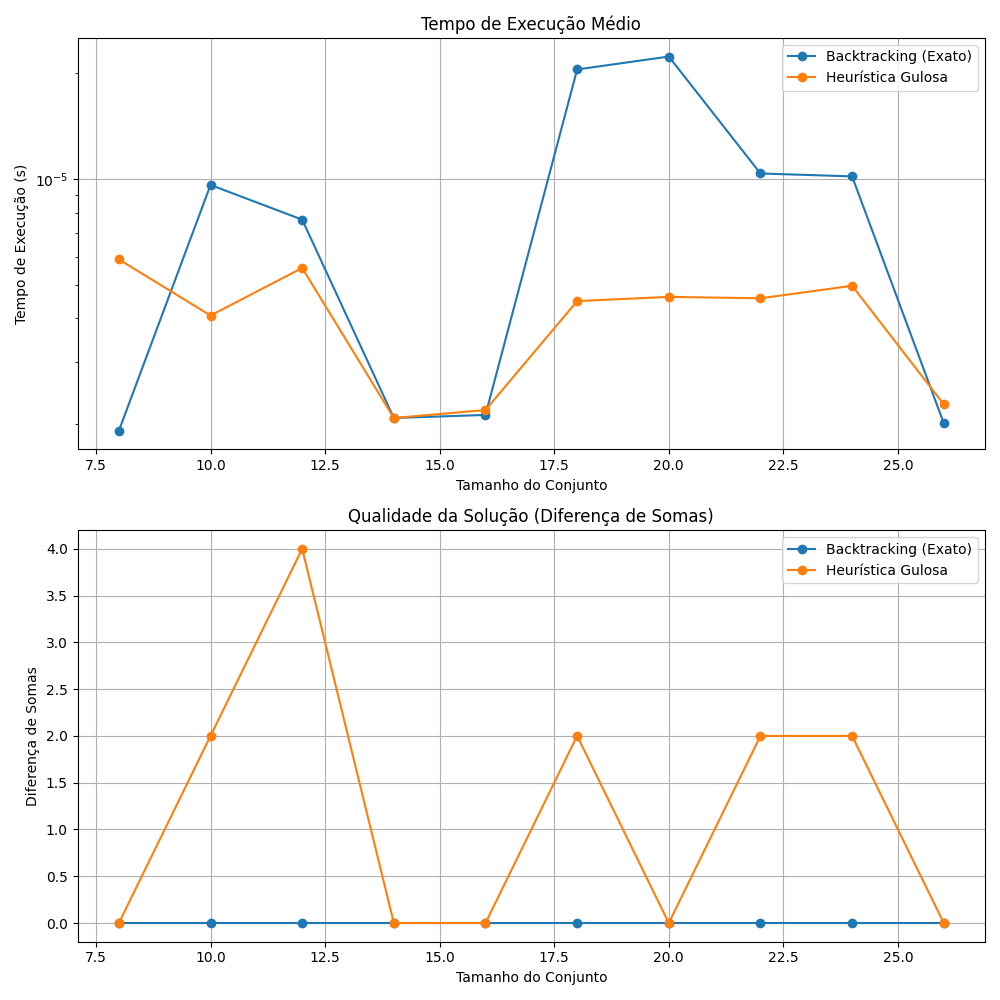 Tempo de Execução Médio
Backtracking (Exato)
Heurística Gulosa
Tempo de Execução (s)
10⁻⁵
7.5 10.0 12.5 15.0 17.5 20.0 22.5 25.0
Tamanho do Conjunto
Qualidade da Solução (Diferença de Somas)
Backtracking (Exato)
Heurística Gulosa
Diferença de Somas
4.0
3.5
3.0
2.5
2.0
1.5
1.0
0.5
0.0
7.5 10.0 12.5 15.0 17.5 20.0 22.5 25.0
Tamanho do Conjunto